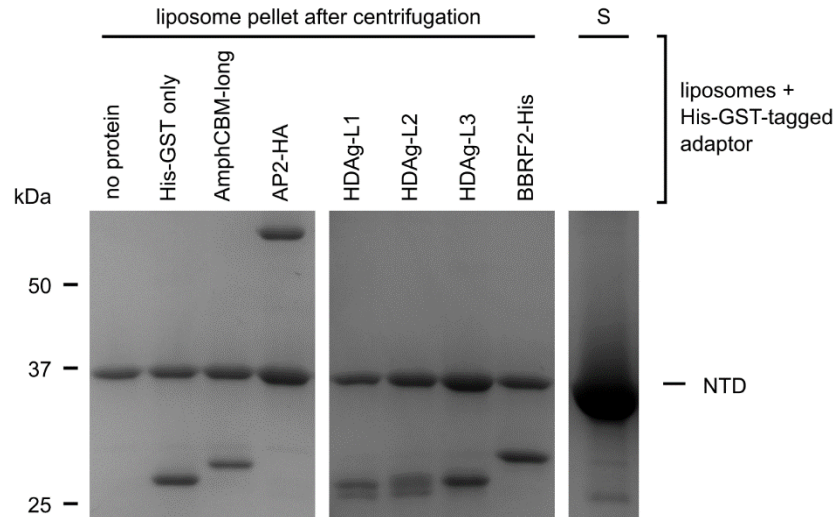 liposome pellet after centrifugation
S
no protein
His-GST only
AmphCBM-long
AP2-HA
HDAg-L1
HDAg-L2
HDAg-L3
BBRF2-His
liposomes +
His-GST-tagged
adaptor
kDa
50
37
25
NTD